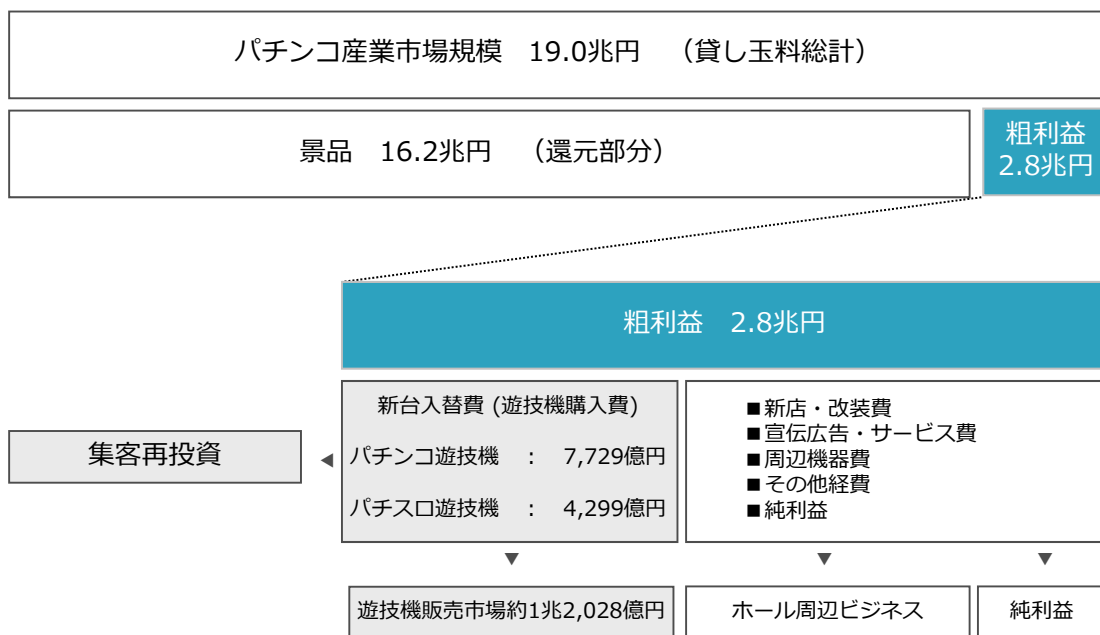 パチンコ産業市場規模　19.0兆円　（貸し玉料総計）
景品　16.2兆円　（還元部分）
粗利益
2.8兆円
粗利益　2.8兆円
新台入替費 (遊技機購入費)
パチンコ遊技機　：　7,729億円
パチスロ遊技機　：　4,299億円
■新店・改装費
■宣伝広告・サービス費
■周辺機器費
■その他経費
■純利益
集客再投資
遊技機販売市場約1兆2,028億円
ホール周辺ビジネス
純利益